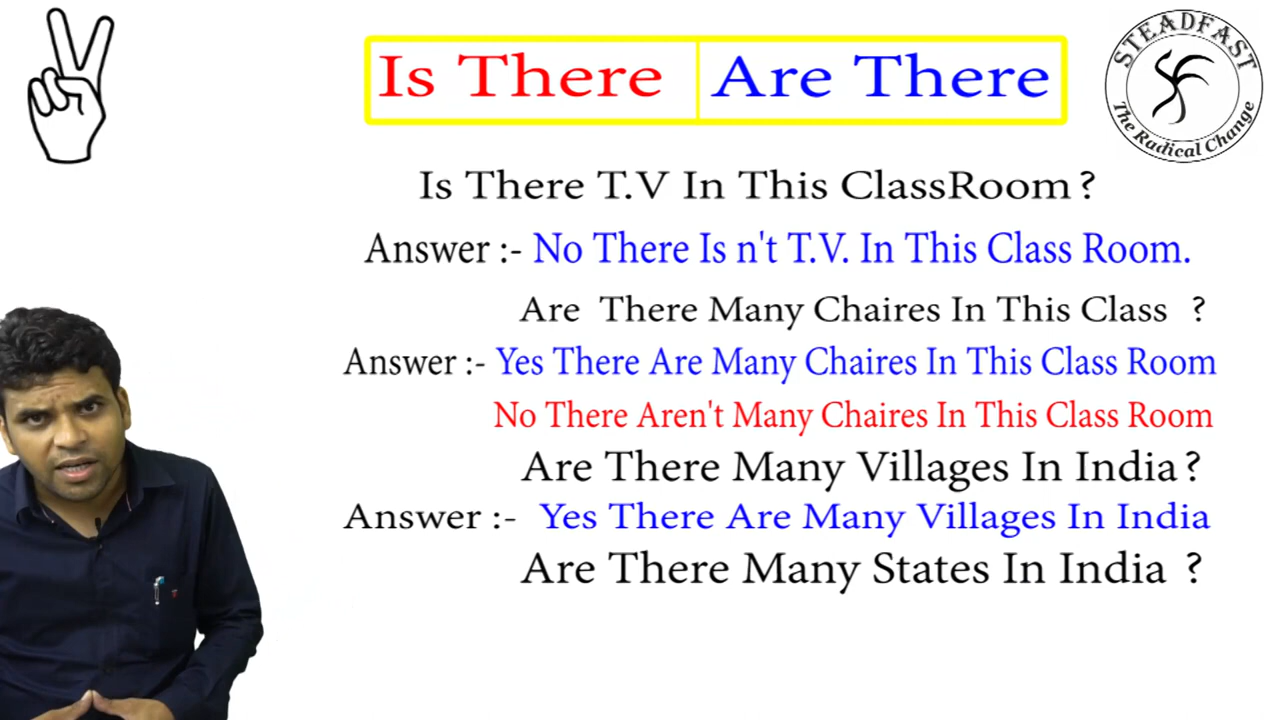 Is There Are There
STEADFAST
The Radical Change
Is There T.V In This ClassRoom ?
Answer :- No There Is n't T.V. In This Class Room.
Are There Many Chaires In This Class ?
Answer :- Yes There Are Many Chaires In This Class Room
No There Aren't Many Chaires In This Class Room
Are There Many Villages In India ?
Answer :- Yes There Are Many Villages In India
Are There Many States In India ?